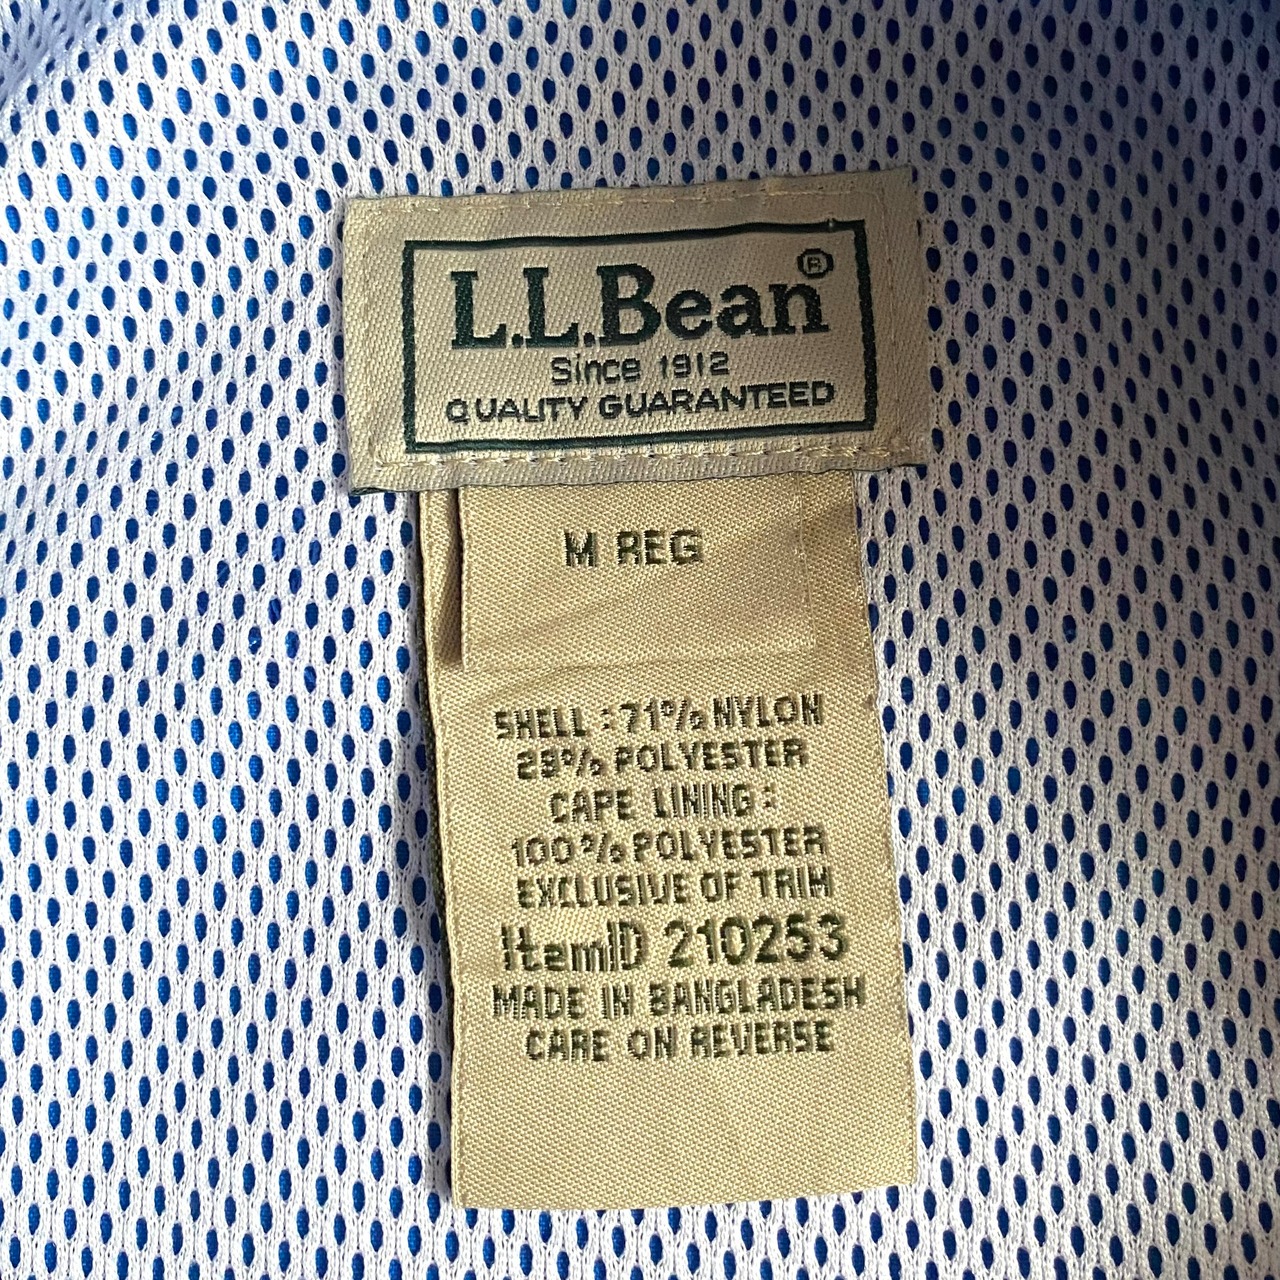 L.L.Bean®
Since 1912
QUALITY GUARANTEED
M REG
SHELL : 71% NYLON
29% POLYESTER
CAPE LINING :
100% POLYESTER
EXCLUSIVE OF TRIM
ItemID 210253
MADE IN BANGLADESH
CARE ON REVERSE